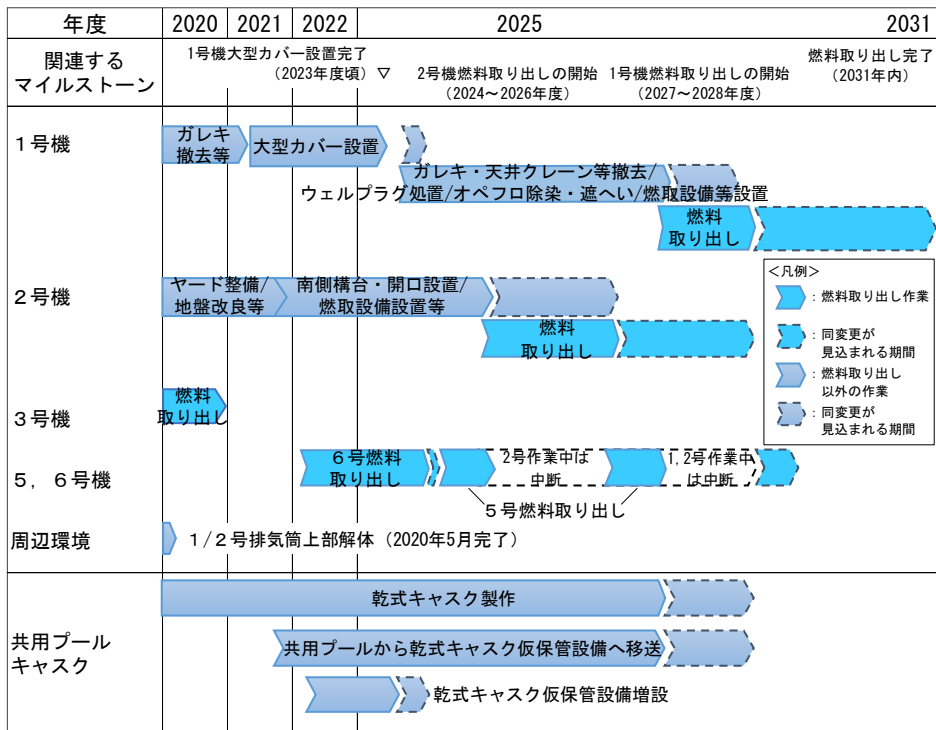 年度
2020
2021
2022
2025
2031
関連する
マイルストーン
1号機大型カバー設置完了
（2023年度頃）▽
2号機燃料取り出しの開始
（2024～2026年度）
1号機燃料取り出しの開始
（2027～2028年度）
燃料取り出し完了
（2031年内）
１号機
ガレキ
撤去等
大型カバー設置
ガレキ・天井クレーン等撤去/
ウェルプラグ処置/オペフロ除染・遮へい/燃取設備等設置
燃料
取り出し
２号機
ヤード整備/
地盤改良等
南側構台・開口設置/
燃取設備設置等
燃料
取り出し
＜凡例＞
：燃料取り出し作業
：同変更が
見込まれる期間
：燃料取り出し
以外の作業
：同変更が
見込まれる期間
３号機
燃料
取り出し
５，６号機
６号燃料
取り出し
2号作業中は
中断
1,2号作業中
は中断
５号燃料取り出し
周辺環境
１/２号排気筒上部解体（2020年5月完了）
共用プール
キャスク
乾式キャスク製作
共用プールから乾式キャスク仮保管設備へ移送
乾式キャスク仮保管設備増設